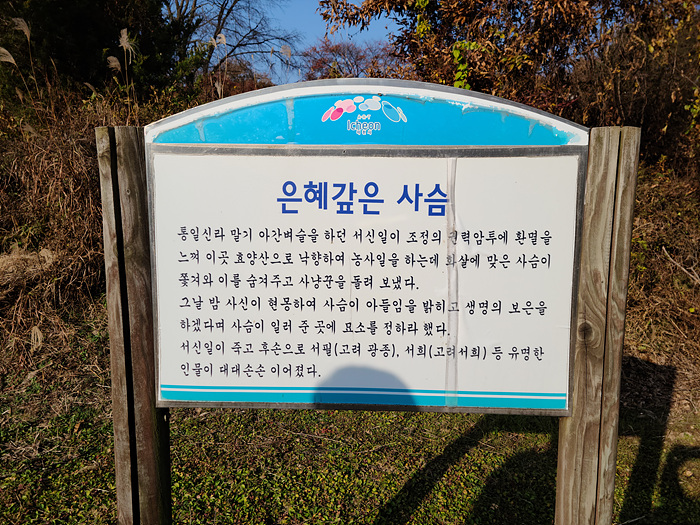 Icheon
은혜갚은 사슴
통일신라 말기 아간벼슬을 하던 서신일이 조정의 권력암투에 환멸을
느껴 이곳 효양산으로 낙향하여 농사일을 하는데 화살에 맞은 사슴이
쫓겨와 이를 숨겨주고 사냥꾼을 돌려 보냈다.
그날 밤 사신이 현몽하여 사슴이 아들임을 밝히고 생명의 보은을
하겠다며 사슴이 일러 준 곳에 묘소를 정하라 했다.
서신일이 죽고 후손으로 서필(고려 광종), 서희(고려서희) 등 유명한
인물이 대대손손 이어졌다.